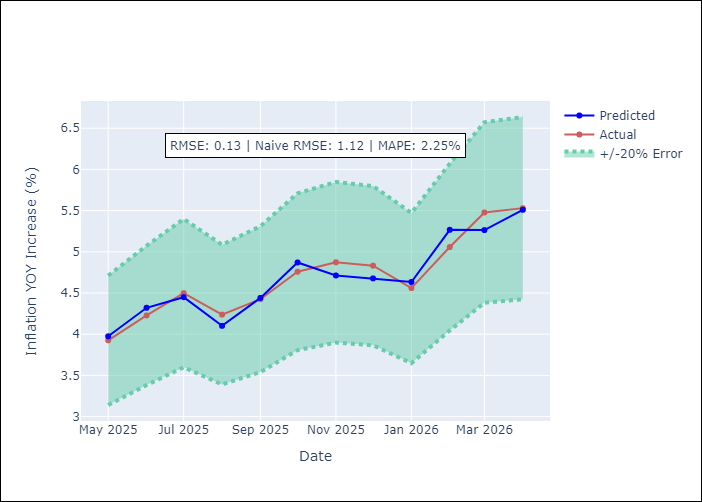 RMSE: 0.13 | Naive RMSE: 1.12 | MAPE: 2.25%
Predicted
Actual
+/-20% Error
Inflation YOY Increase (%)
6.5
6
5.5
5
4.5
4
3.5
3
May 2025
Jul 2025
Sep 2025
Nov 2025
Jan 2026
Mar 2026
Date